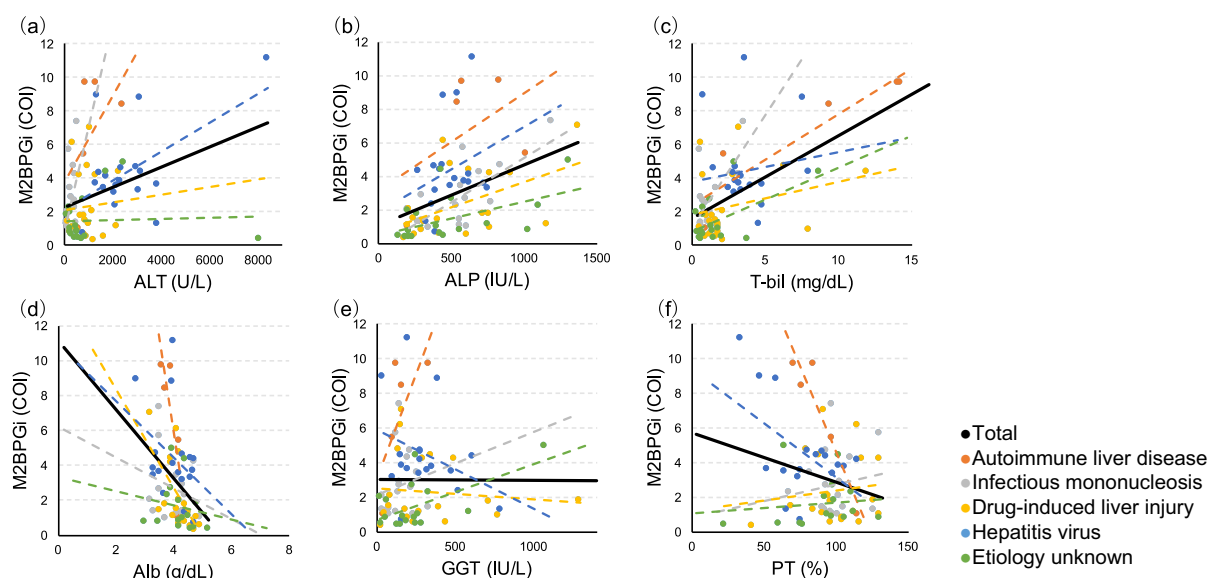 (a)
M2BPGi (COI)
12
10
8
6
4
2
0
0 2000 4000 6000 8000
ALT (U/L)
(b)
M2BPGi (COI)
12
10
8
6
4
2
0
0 500 1000 1500
ALP (IU/L)
(c)
M2BPGi (COI)
12
10
8
6
4
2
0
0 5 10 15
T-bil (mg/dL)
(d)
M2BPGi (COI)
12
10
8
6
4
2
0
0 2 4 6 8
Alb (g/dL)
(e)
M2BPGi (COI)
12
10
8
6
4
2
0
0 500 1000
GGT (IU/L)
(f)
M2BPGi (COI)
12
10
8
6
4
2
0
0 50 100 150
PT (%)
Total
Autoimmune liver disease
Infectious mononucleosis
Drug-induced liver injury
Hepatitis virus
Etiology unknown